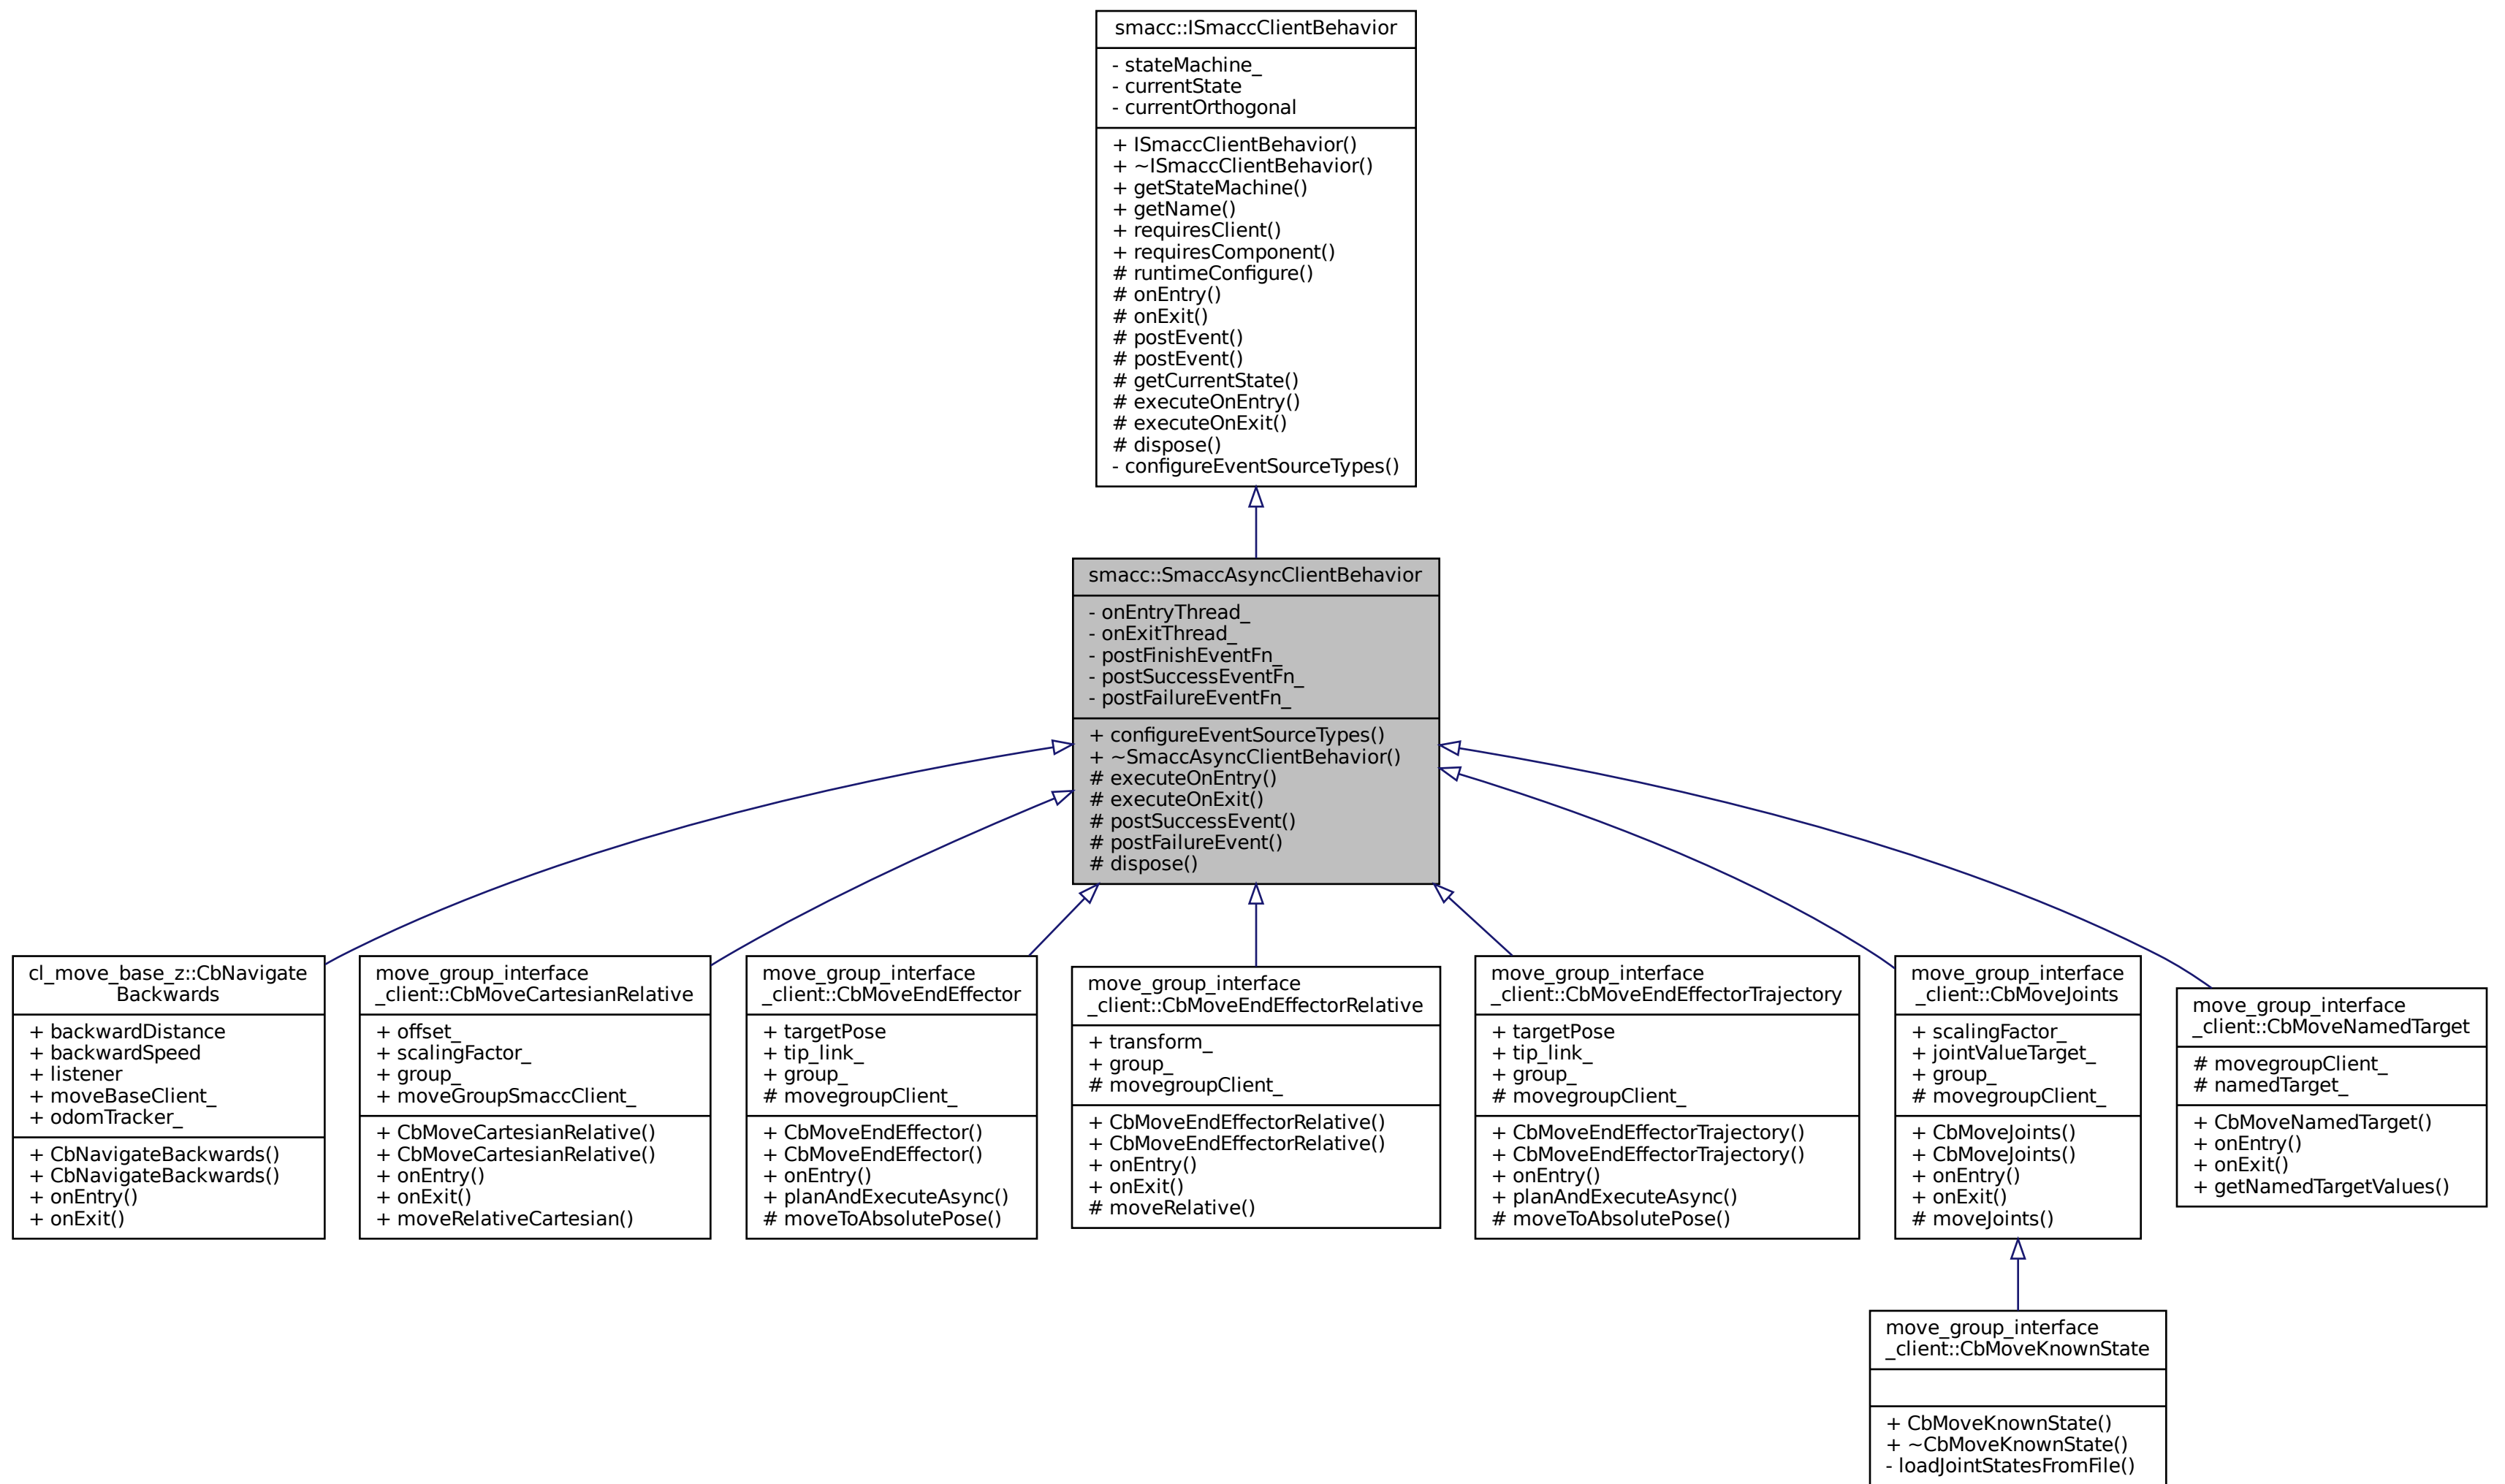 smacc::ISmaccClientBehavior
- stateMachine_
- currentState
- currentOrthogonal
+ ISmaccClientBehavior()
+ ~ISmaccClientBehavior()
+ getStateMachine()
+ getName()
+ requiresClient()
+ requiresComponent()
# runtimeConfigure()
# onEntry()
# onExit()
# postEvent()
# postEvent()
# getCurrentState()
# executeOnEntry()
# executeOnExit()
# dispose()
- configureEventSourceTypes()
smacc::SmaccAsyncClientBehavior
- onEntryThread_
- onExitThread_
- postFinishEventFn_
- postSuccessEventFn_
- postFailureEventFn_
+ configureEventSourceTypes()
+ ~SmaccAsyncClientBehavior()
# executeOnEntry()
# executeOnExit()
# postSuccessEvent()
# postFailureEvent()
# dispose()
cl_move_base_z::CbNavigate
Backwards
+ backwardDistance
+ backwardSpeed
+ listener
+ moveBaseClient_
+ odomTracker_
+ CbNavigateBackwards()
+ CbNavigateBackwards()
+ onEntry()
+ onExit()
move_group_interface
_client::CbMoveCartesianRelative
+ offset_
+ scalingFactor_
+ group_
+ moveGroupSmaccClient_
+ CbMoveCartesianRelative()
+ CbMoveCartesianRelative()
+ onEntry()
+ onExit()
+ moveRelativeCartesian()
move_group_interface
_client::CbMoveEndEffector
+ targetPose
+ tip_link_
+ group_
# movegroupClient_
+ CbMoveEndEffector()
+ CbMoveEndEffector()
+ onEntry()
+ planAndExecuteAsync()
# moveToAbsolutePose()
move_group_interface
_client::CbMoveEndEffectorRelative
+ transform_
+ group_
# movegroupClient_
+ CbMoveEndEffectorRelative()
+ CbMoveEndEffectorRelative()
+ onEntry()
+ onExit()
# moveRelative()
move_group_interface
_client::CbMoveEndEffectorTrajectory
+ targetPose
+ tip_link_
+ group_
# movegroupClient_
+ CbMoveEndEffectorTrajectory()
+ CbMoveEndEffectorTrajectory()
+ onEntry()
+ planAndExecuteAsync()
# moveToAbsolutePose()
move_group_interface
_client::CbMoveJoints
+ scalingFactor_
+ jointValueTarget_
+ group_
# movegroupClient_
+ CbMoveJoints()
+ CbMoveJoints()
+ onEntry()
+ onExit()
# moveJoints()
move_group_interface
_client::CbMoveNamedTarget
# movegroupClient_
# namedTarget_
+ CbMoveNamedTarget()
+ onEntry()
+ onExit()
+ getNamedTargetValues()
move_group_interface
_client::CbMoveKnownState
+ CbMoveKnownState()
+ ~CbMoveKnownState()
- loadJointStatesFromFile()